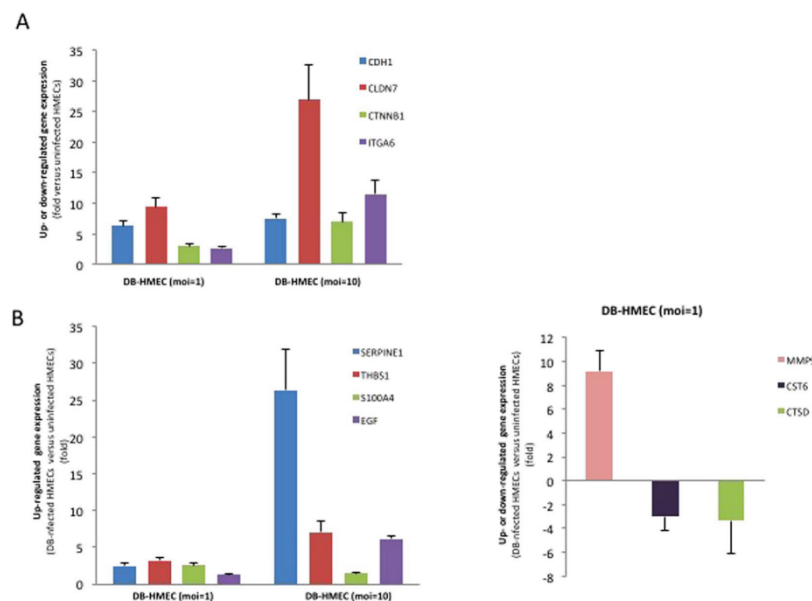 A
Up- or down-regulated gene expression
(fold versus uninfected HMECs)
35
30
25
20
15
10
5
0
CDH1
CLDN7
CTNNB1
ITGA6
DB-HMEC (moi=1)
DB-HMEC (moi=10)
B
Up-regulated gene expression
(DB-nfected HMECs versus uninfected HMECs)
(fold)
35
30
25
20
15
10
5
0
SERPINE1
THBS1
S100A4
EGF
DB-HMEC (moi=1)
DB-HMEC (moi=10)
DB-HMEC (moi=1)
Up- or down-regulated gene expression
(DB-nfected HMECs versus uninfected HMECs)
(fold)
12
10
8
6
4
2
0
-2
-4
-6
-8
MMP9
CST6
CTSD